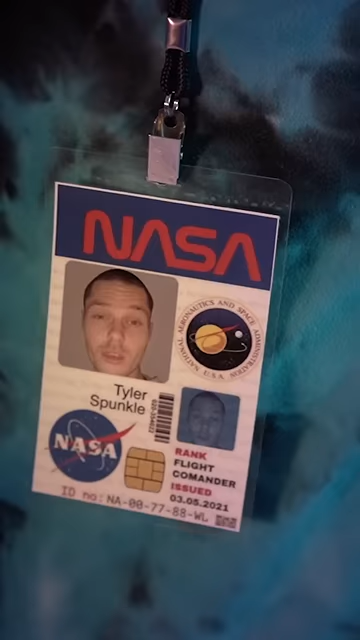 NASA
NATIONAL AERONAUTICS AND SPACE ADMINISTRATION
U.S.A.
Tyler
Spunkle
NASA
RANK
FLIGHT
COMANDER
ISSUED
03.05.2021
ID no: NA-00-77-88-WL